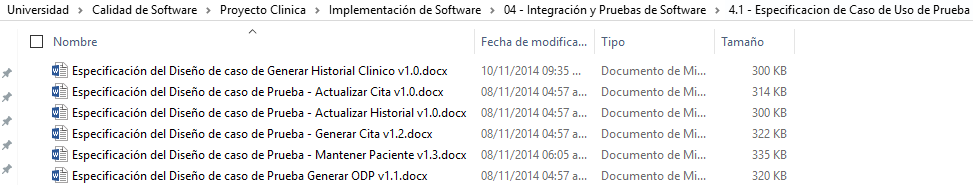 Universidad > Calidad de Software > Proyecto Clinica > Implementación de Software > 04 - Integración y Pruebas de Software > 4.1 - Especificacion de Caso de Uso de Prueba
Nombre Fecha de modifica... Tipo Tamaño
Especificación del Diseño de caso de Generar Historial Clinico v1.0.docx 10/11/2014 09:35 ... Documento de Mi... 300 KB
Especificación del Diseño de caso de Prueba - Actualizar Cita v1.0.docx 08/11/2014 04:57 a... Documento de Mi... 314 KB
Especificación del Diseño de caso de Prueba - Actualizar Historial v1.0.docx 08/11/2014 04:57 a... Documento de Mi... 300 KB
Especificación del Diseño de caso de Prueba - Generar Cita v1.2.docx 08/11/2014 04:57 a... Documento de Mi... 322 KB
Especificación del Diseño de caso de Prueba - Mantener Paciente v1.3.docx 08/11/2014 06:05 a... Documento de Mi... 335 KB
Especificación del Diseño de caso de Prueba Generar ODP v1.1.docx 08/11/2014 04:57 a... Documento de Mi... 320 KB